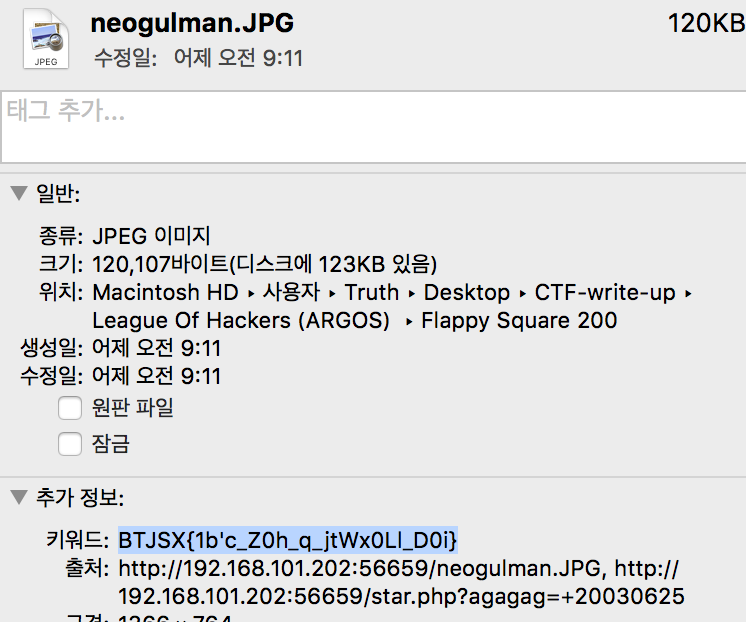 neogulman.JPG
120KB
수정일: 어제 오전 9:11
JPEG
태그 추가...
일반:
종류: JPEG 이미지
크기: 120,107바이트(디스크에 123KB 있음)
위치: Macintosh HD ▸ 사용자 ▸ Truth ▸ Desktop ▸ CTF-write-up ▸
League Of Hackers (ARGOS) ▸ Flappy Square 200
생성일: 어제 오전 9:11
수정일: 어제 오전 9:11
원판 파일
잠금
추가 정보:
키워드: BTJSX{1b'c_Z0h_q_jtWx0Ll_D0i}
출처: http://192.168.101.202:56659/neogulman.JPG, http://
192.168.101.202:56659/star.php?agagag=+20030625